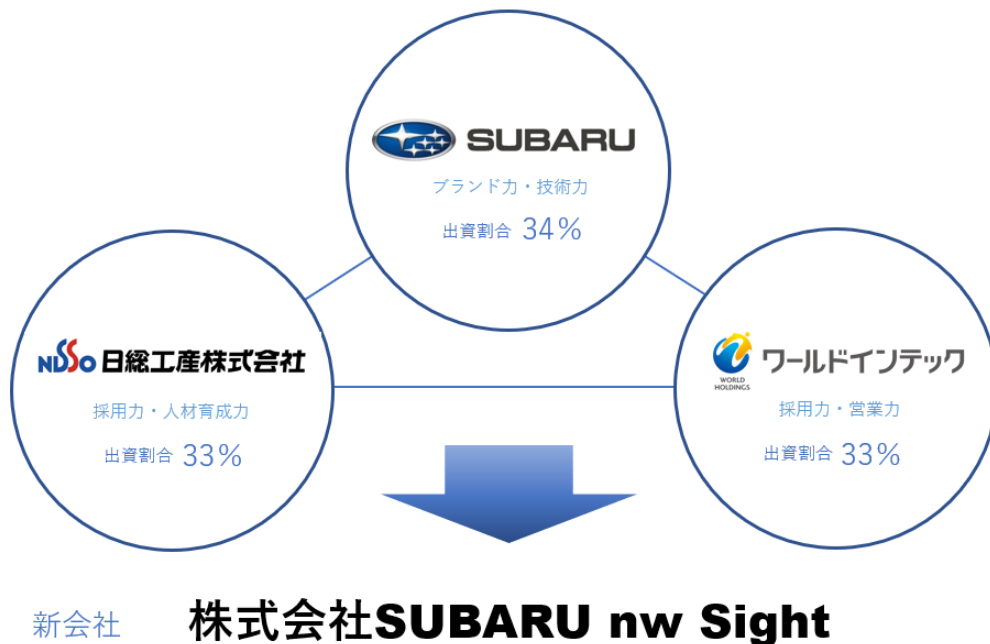 SUBARU
ブランド力・技術力
出資割合 34%
NISSO 日総工産株式会社
採用力・人材育成力
出資割合 33%
WORLD
HOLDINGS
ワールドインテック
採用力・営業力
出資割合 33%
新会社 株式会社SUBARU nw Sight